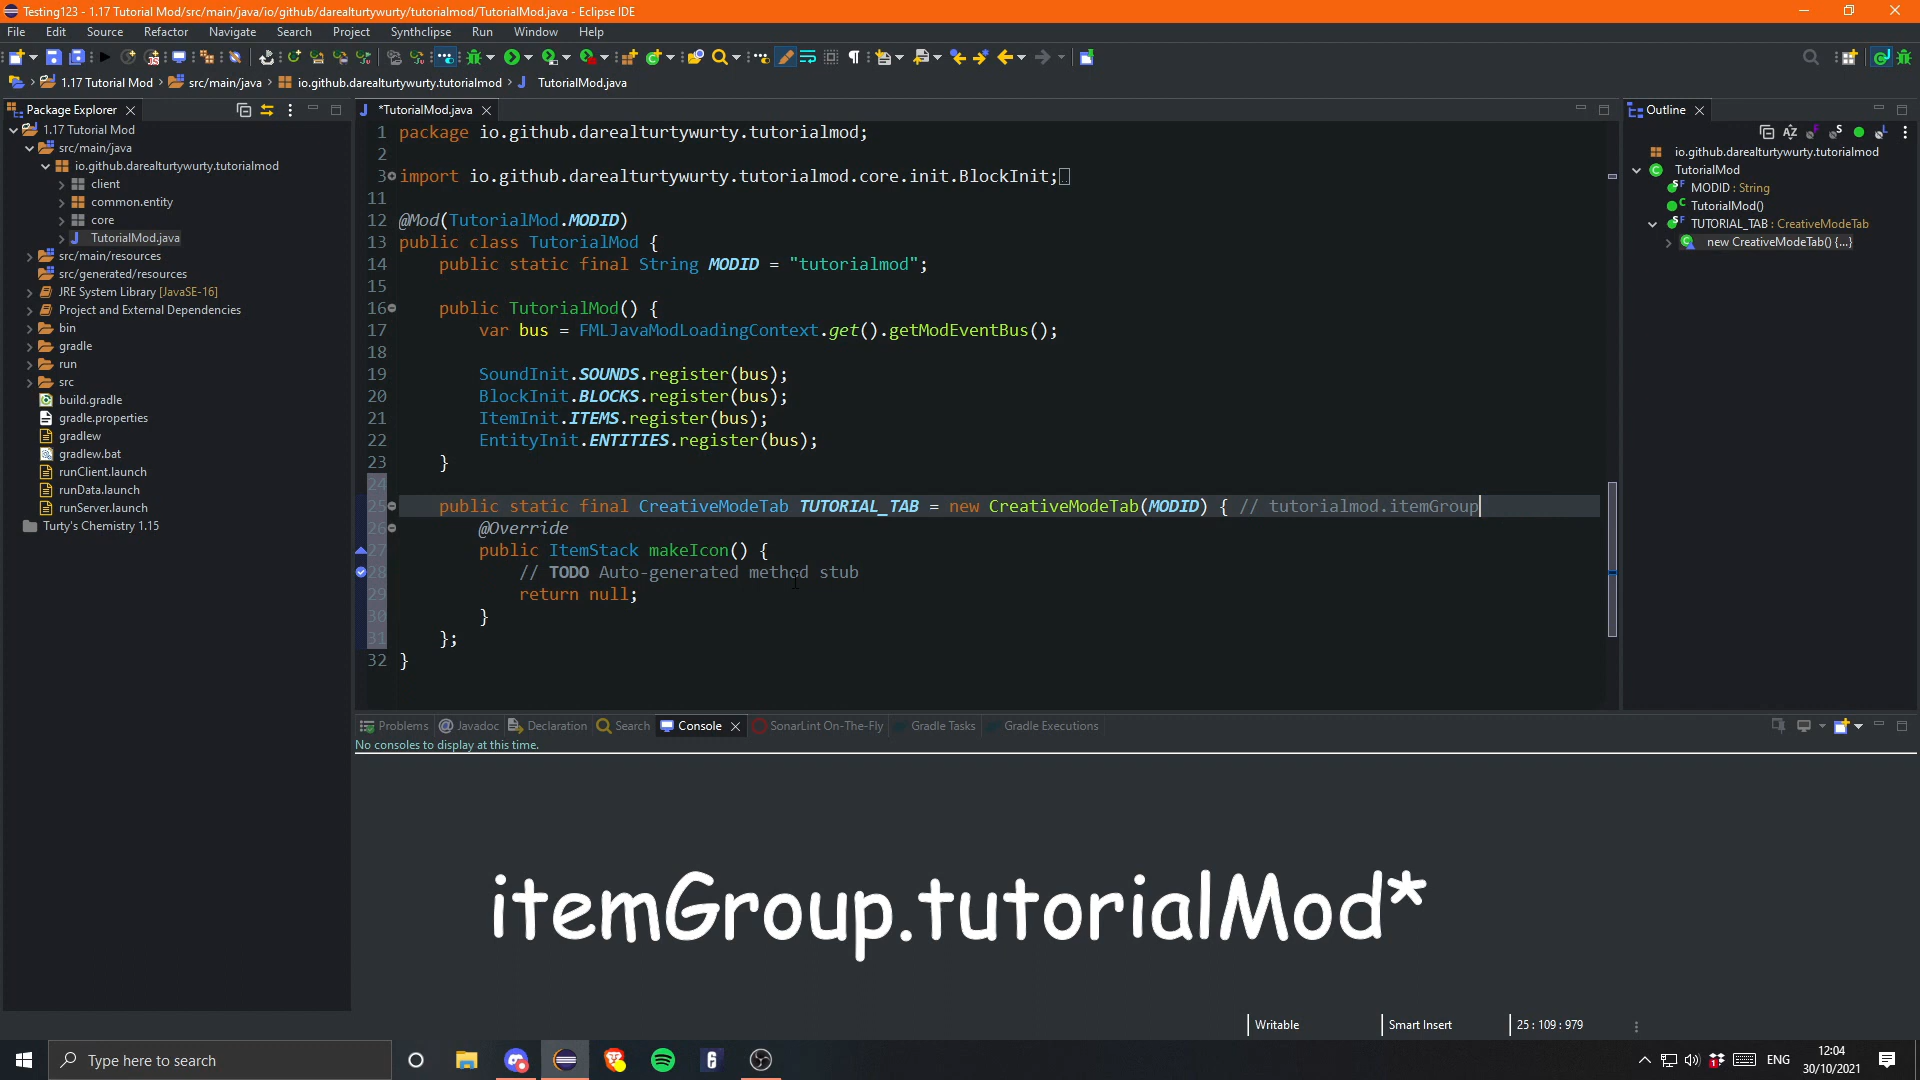 Testing123 - 1.17 Tutorial Mod/src/main/java/io/github/darealturtywurty/tutorialmod/TutorialMod.java - Eclipse IDE
File Edit Source Refactor Navigate Search Project Synthclipse Run Window Help
1.17 Tutorial Mod src/main/java io.github.darealturtywurty.tutorialmod TutorialMod.java
Package Explorer
1.17 Tutorial Mod
src/main/java
io.github.darealturtywurty.tutorialmod
client
common.entity
core
TutorialMod.java
src/main/resources
src/generated/resources
JRE System Library [JavaSE-16]
Project and External Dependencies
bin
gradle
run
src
build.gradle
gradle.properties
gradlew
gradlew.bat
runClient.launch
runData.launch
runServer.launch
Turty's Chemistry 1.15
*TutorialMod.java
1 package io.github.darealturtywurty.tutorialmod;
2
3 import io.github.darealturtywurty.tutorialmod.core.init.BlockInit;
11
12 @Mod(TutorialMod.MODID)
13 public class TutorialMod {
14 public static final String MODID = "tutorialmod";
15
16 public TutorialMod() {
17 var bus = FMLJavaModLoadingContext.get().getModEventBus();
18
19 SoundInit.SOUNDS.register(bus);
20 BlockInit.BLOCKS.register(bus);
21 ItemInit.ITEMS.register(bus);
22 EntityInit.ENTITIES.register(bus);
23 }
24
25 public static final CreativeModeTab TUTORIAL_TAB = new CreativeModeTab(MODID) { // tutorialmod.itemGroup
26 @Override
27 public ItemStack makeIcon() {
28 // TODO Auto-generated method stub
29 return null;
30 }
31 };
32 }
Outline
io.github.darealturtywurty.tutorialmod
TutorialMod
MODID : String
TutorialMod()
TUTORIAL_TAB : CreativeModeTab
new CreativeModeTab() {...}
Problems Javadoc Declaration Search Console SonarLint On-The-Fly Gradle Tasks Gradle Executions
No consoles to display at this time.
itemGroup.tutorialMod*
Writable Smart Insert 25 : 109 : 979
Type here to search
ENG
12:04
30/10/2021